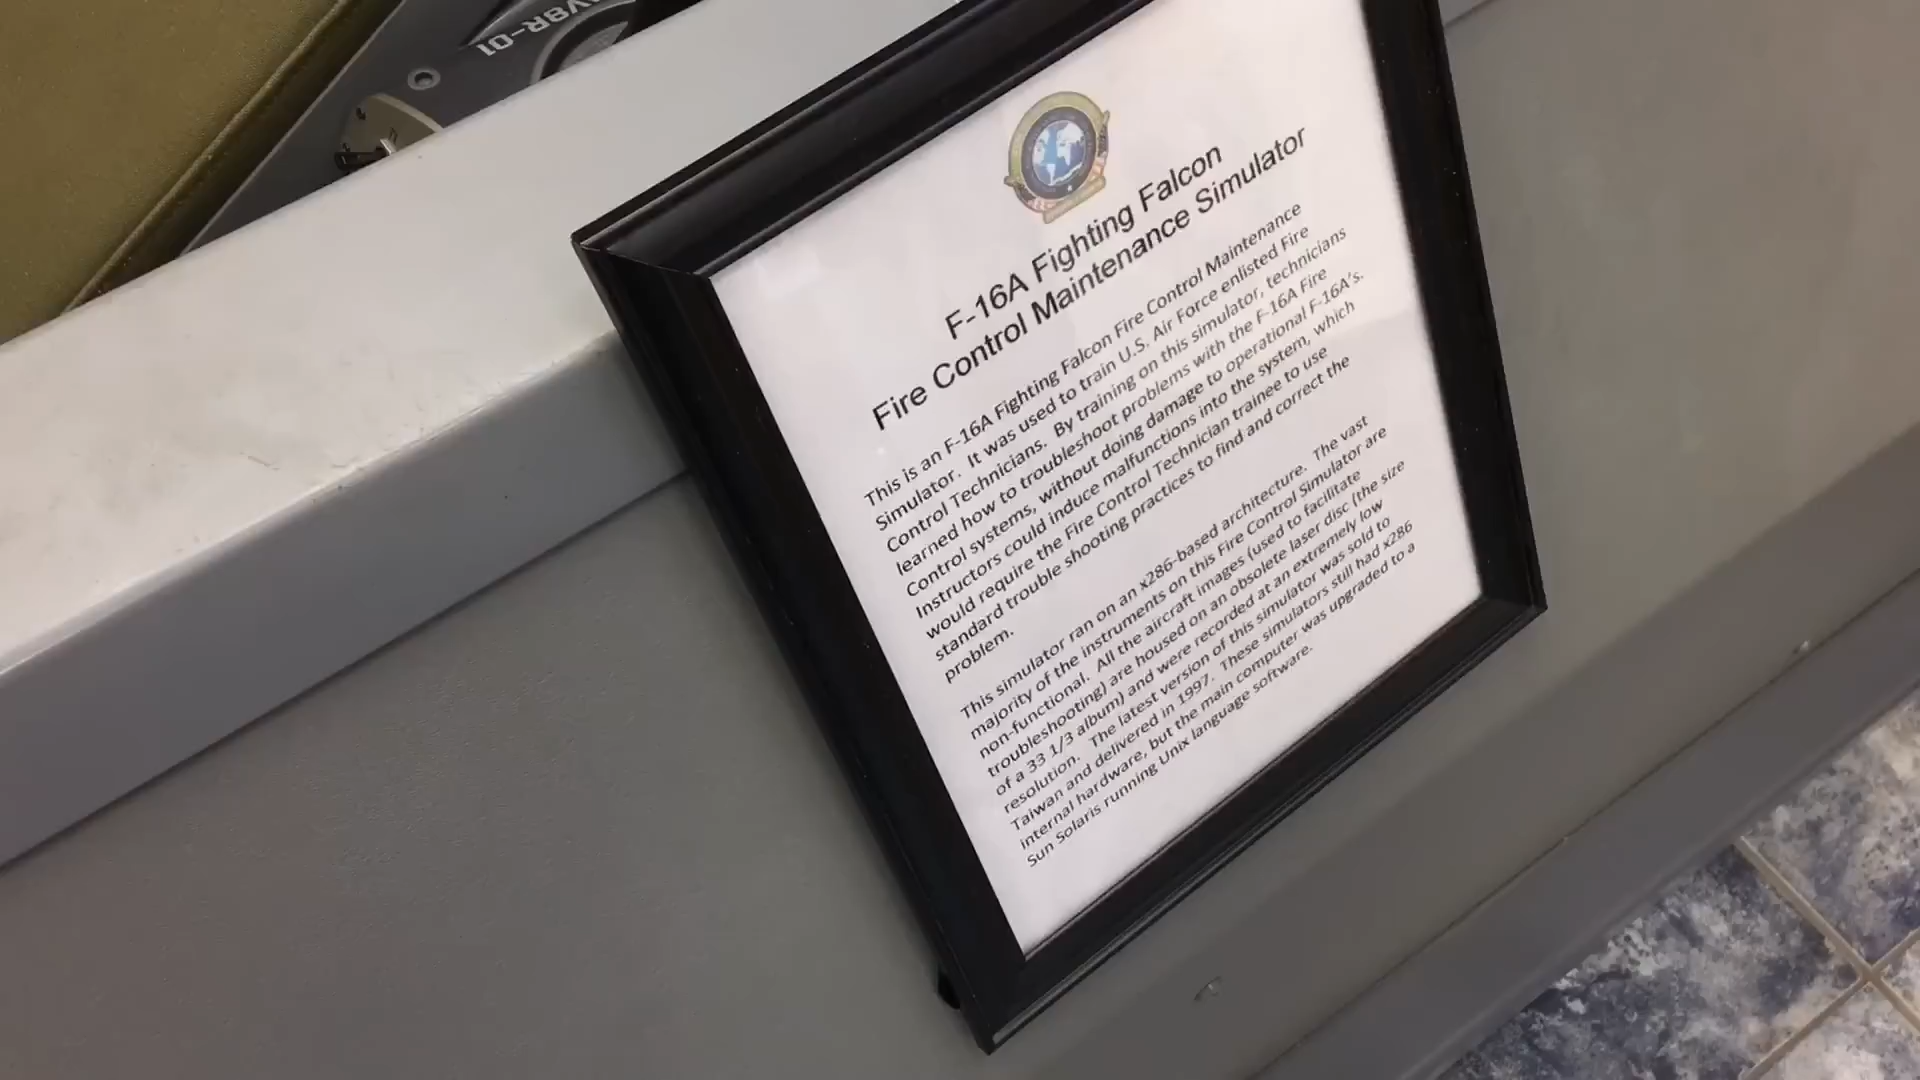 AV8R-01
F-16A Fighting Falcon
Fire Control Maintenance Simulator
This is an F-16A Fighting Falcon Fire Control Maintenance
Simulator. It was used to train U.S. Air Force enlisted Fire
Control Technicians. By training on this simulator, technicians
learned how to troubleshoot problems with the F-16A Fire
Control systems, without doing damage to operational F-16A's.
Instructors could induce malfunctions into the system, which
would require the Fire Control Technician trainee to use
standard trouble shooting practices to find and correct the
problem.
This simulator ran on an x286-based architecture. The vast
majority of the instruments on this Fire Control Simulator are
non-functional. All the aircraft images (used to facilitate
troubleshooting) are housed on an obsolete laser disc (the size
of a 33 1/3 album) and were recorded at an extremely low
resolution. The latest version of this simulator was sold to
Taiwan and delivered in 1997. These simulators still had x286
internal hardware, but the main computer was upgraded to a
Sun Solaris running Unix language software.